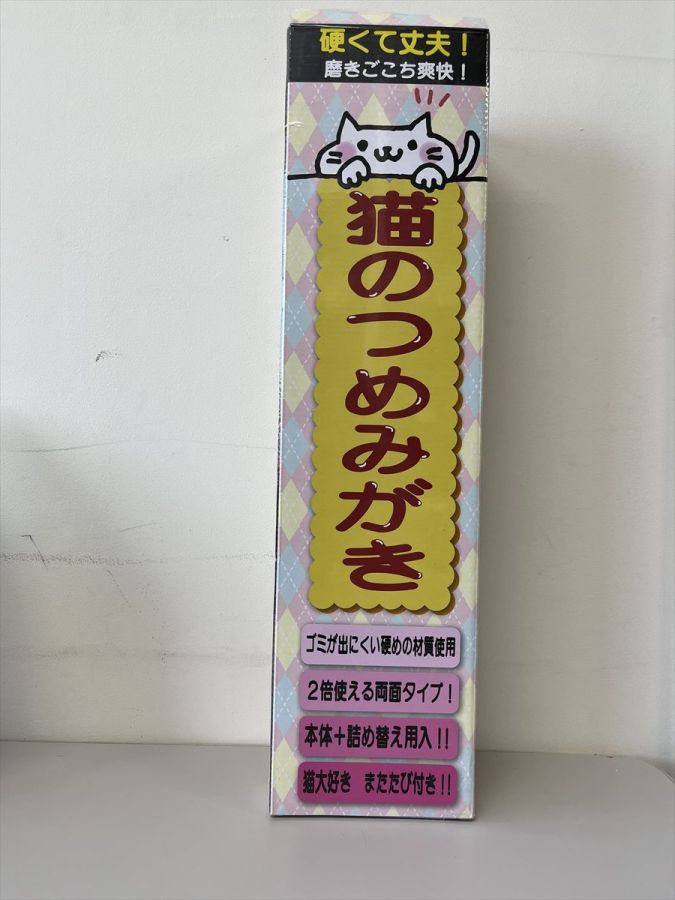 硬くて丈夫！
磨きごこち爽快！
猫のつめみがき
ゴミが出にくい硬めの材質使用
２倍使える両面タイプ！
本体＋詰め替え用入！！
猫大好き　またたび付き！！